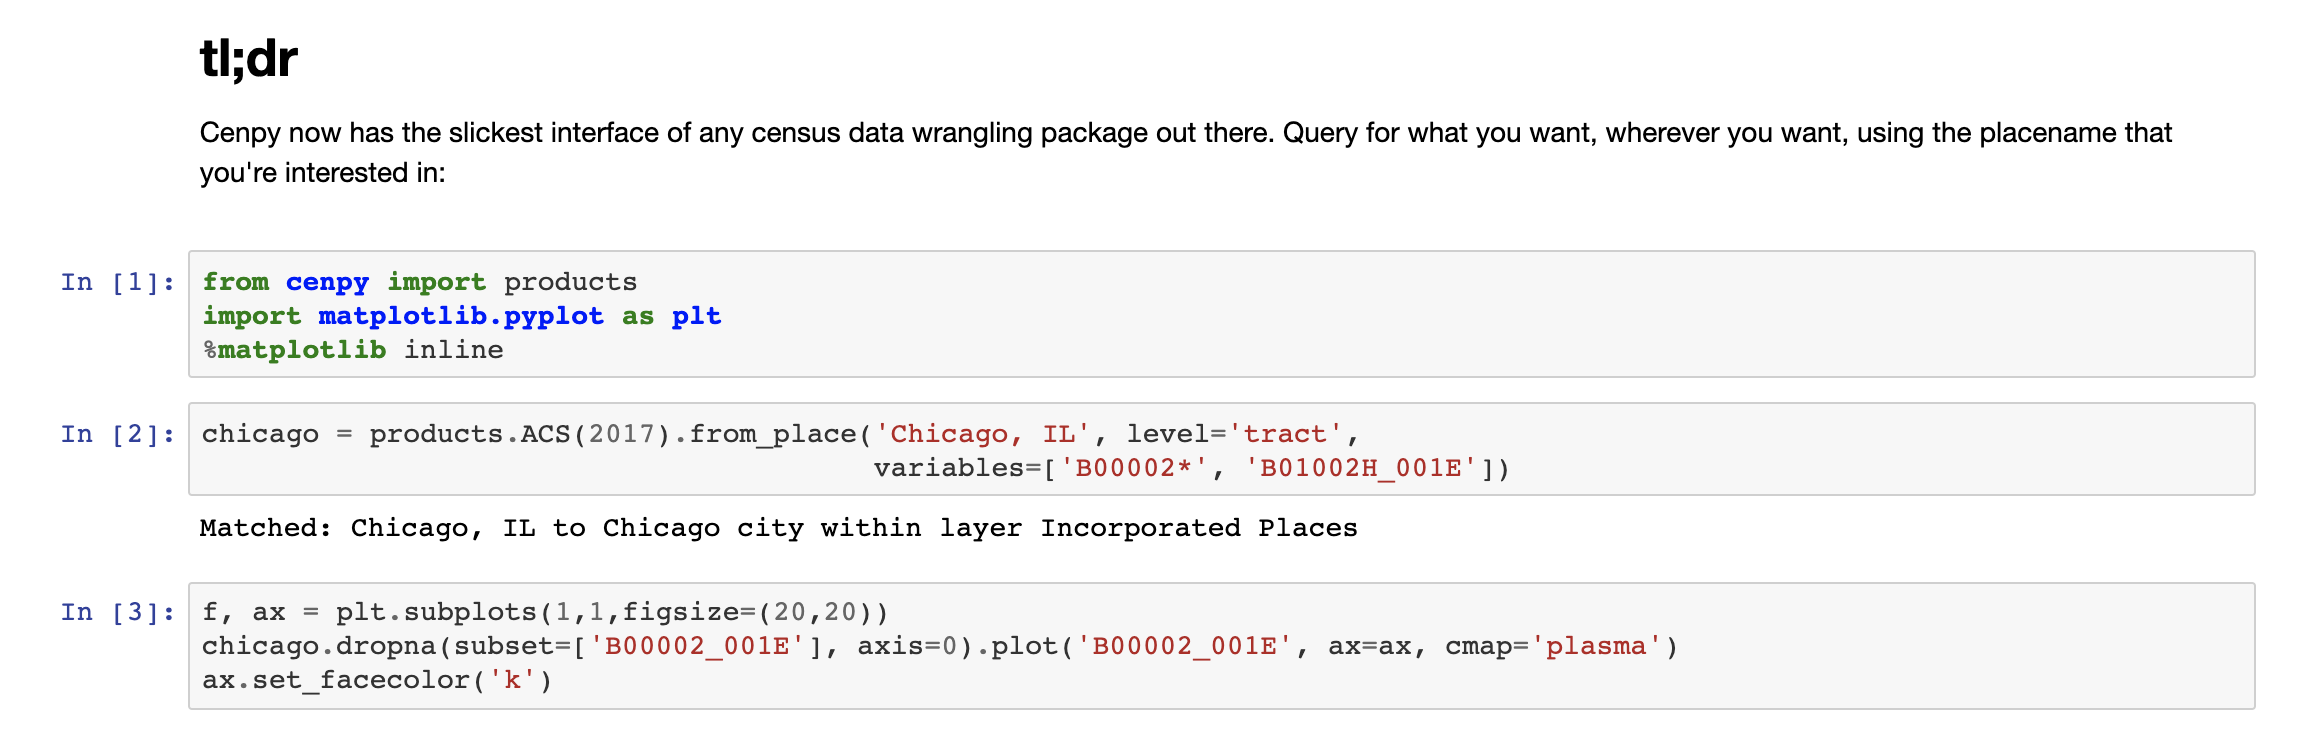 tl;dr
Cenpy now has the slickest interface of any census data wrangling package out there. Query for what you want, wherever you want, using the placename that
you're interested in:
In [1]: from cenpy import products
import matplotlib.pyplot as plt
%matplotlib inline
In [2]: chicago = products.ACS(2017).from_place('Chicago, IL', level='tract',
variables=['B00002*', 'B01002H_001E'])
Matched: Chicago, IL to Chicago city within layer Incorporated Places
In [3]: f, ax = plt.subplots(1,1,figsize=(20,20))
chicago.dropna(subset=['B00002_001E'], axis=0).plot('B00002_001E', ax=ax, cmap='plasma')
ax.set_facecolor('k')